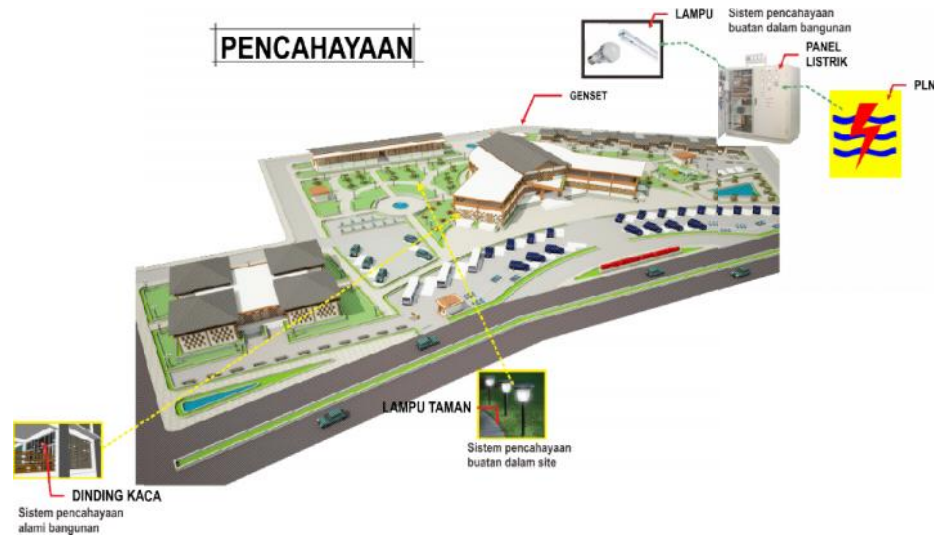 PENCAHAYAAN
LAMPU
Sistem pencahayaan
buatan dalam bangunan
PANEL
LISTRIK
PLN
GENSET
LAMPU TAMAN
Sistem pencahayaan
buatan dalam site
DINDING KACA
Sistem pencahayaan
alami bangunan